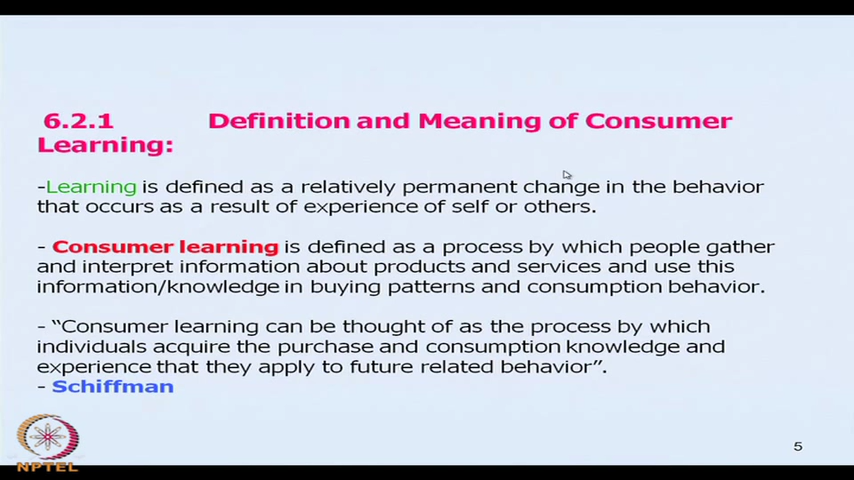 6.2.1 Definition and Meaning of Consumer
Learning:
-Learning is defined as a relatively permanent change in the behavior
that occurs as a result of experience of self or others.
- Consumer learning is defined as a process by which people gather
and interpret information about products and services and use this
information/knowledge in buying patterns and consumption behavior.
- “Consumer learning can be thought of as the process by which
individuals acquire the purchase and consumption knowledge and
experience that they apply to future related behavior”.
- Schiffman
NPTEL
5